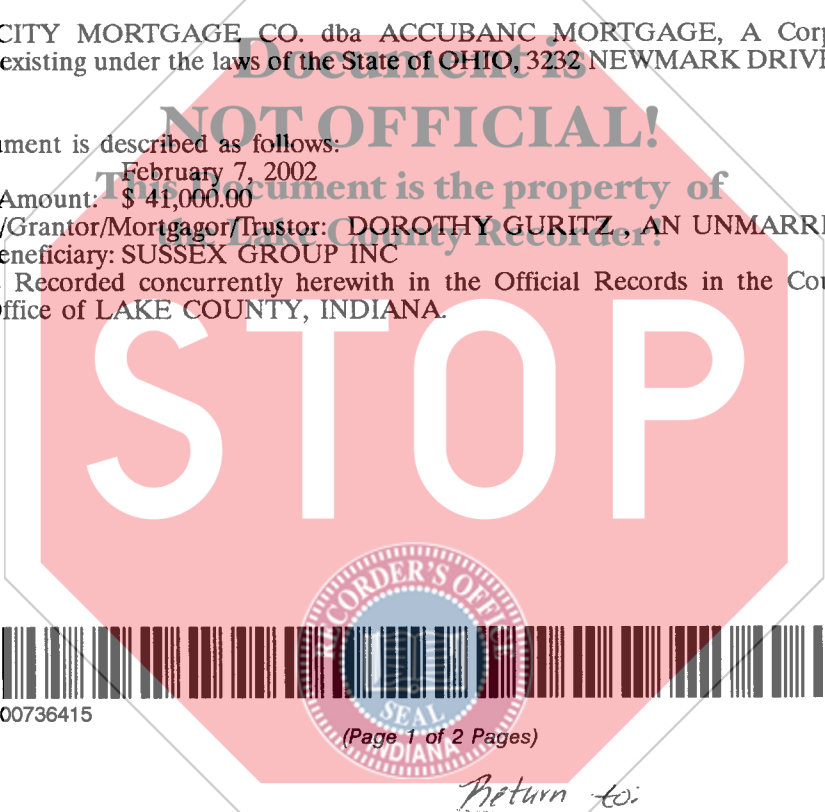 CITY MORTGAGE CO. dba ACCUBANC MORTGAGE, A Corp
existing under the laws of the State of OHIO, 3232 NEWMARK DRIVE
Document is
NOT OFFICIAL!
ument is described as follows:
February 7, 2002
This Document is the property of
Amount: $ 41,000.00
the Lake County Recorder!
/Grantor/Mortgagor/Trustor: DOROTHY GURITZ , AN UNMARRI
eneficiary: SUSSEX GROUP INC
Recorded concurrently herewith in the Official Records in the Cou
ffice of LAKE COUNTY, INDIANA.
STOP
RECORDER'S OFFICE
SEAL
INDIANA
00736415
(Page 1 of 2 Pages)
Return to: